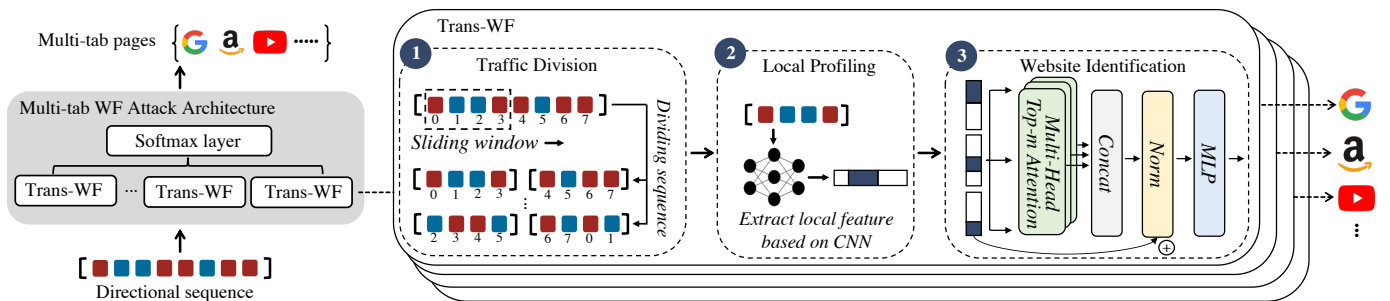 Multi-tab pages
{ G a ····· }
Multi-tab WF Attack Architecture
Softmax layer
Trans-WF ··· Trans-WF Trans-WF
[ ]
Directional sequence
Trans-WF
1
Traffic Division
[ ]
0 1 2 3 4 5 6 7
Sliding window
Dividing sequence
[ ] [ ]
0 1 2 3 4 5 6 7
⋮
[ ] [ ]
2 3 4 5 6 7 0 1
2
Local Profiling
[ ]
Extract local feature
based on CNN
3
Website Identification
Multi-Head
Top-m Attention
Concat
Norm
MLP
+
G
a
⋮